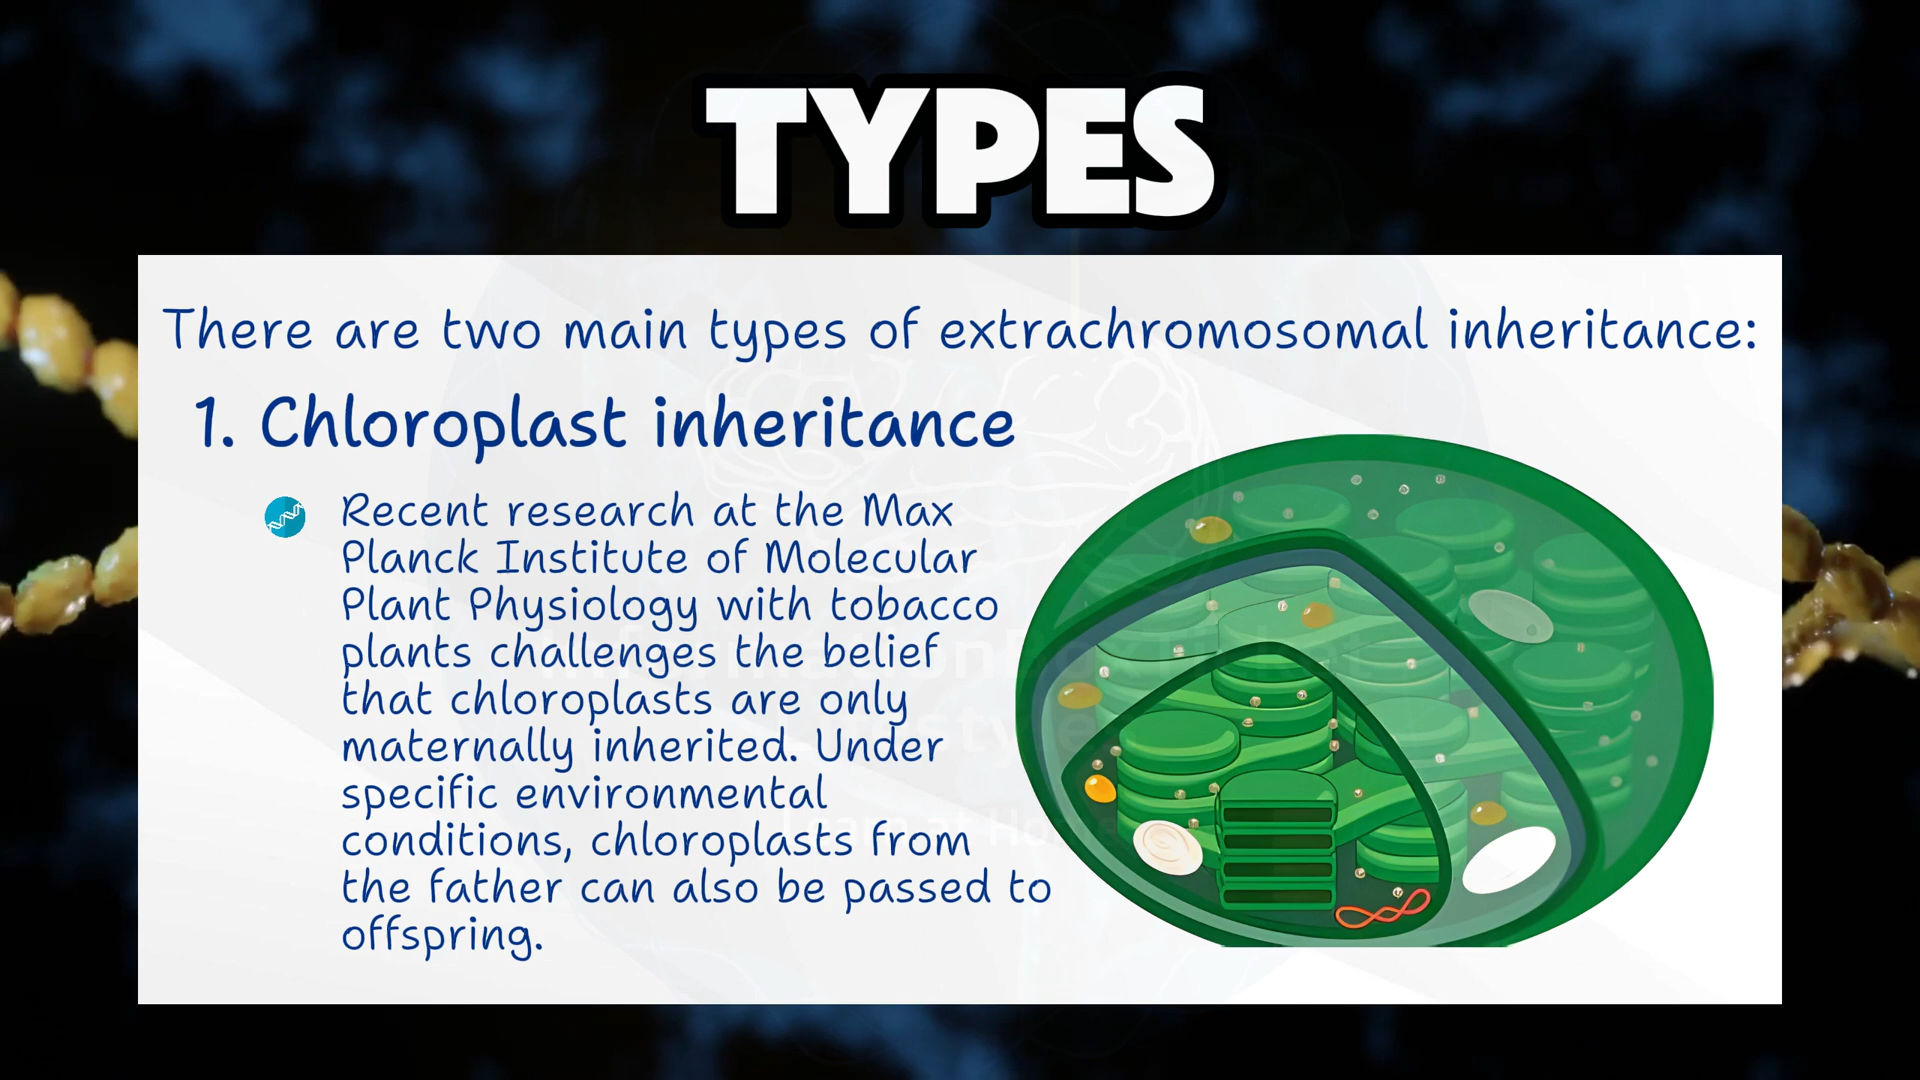 TYPES
There are two main types of extrachromosomal inheritance:
1. Chloroplast inheritance
Recent research at the Max
Planck Institute of Molecular
Plant Physiology with tobacco
plants challenges the belief
that chloroplasts are only
maternally inherited. Under
specific environmental
conditions, chloroplasts from
the father can also be passed to
offspring.